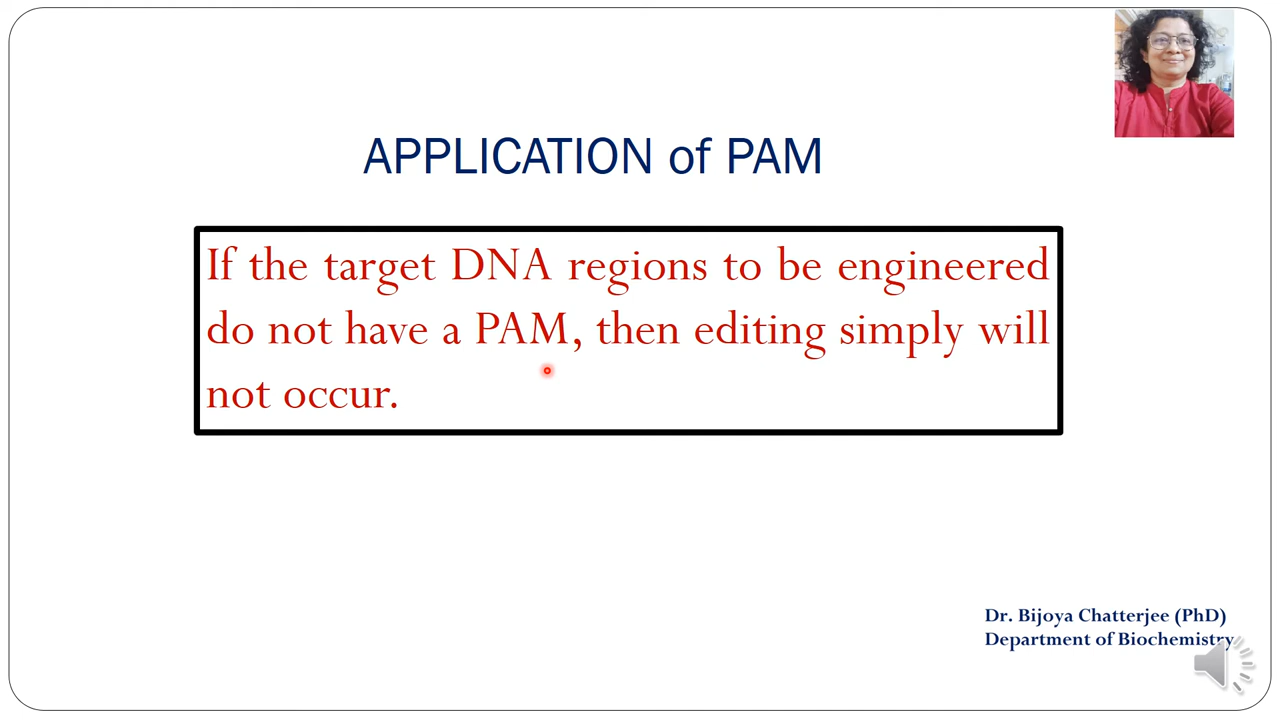 APPLICATION of PAM
If the target DNA regions to be engineered
do not have a PAM, then editing simply will
not occur.
Dr. Bijoya Chatterjee (PhD)
Department of Biochemistry